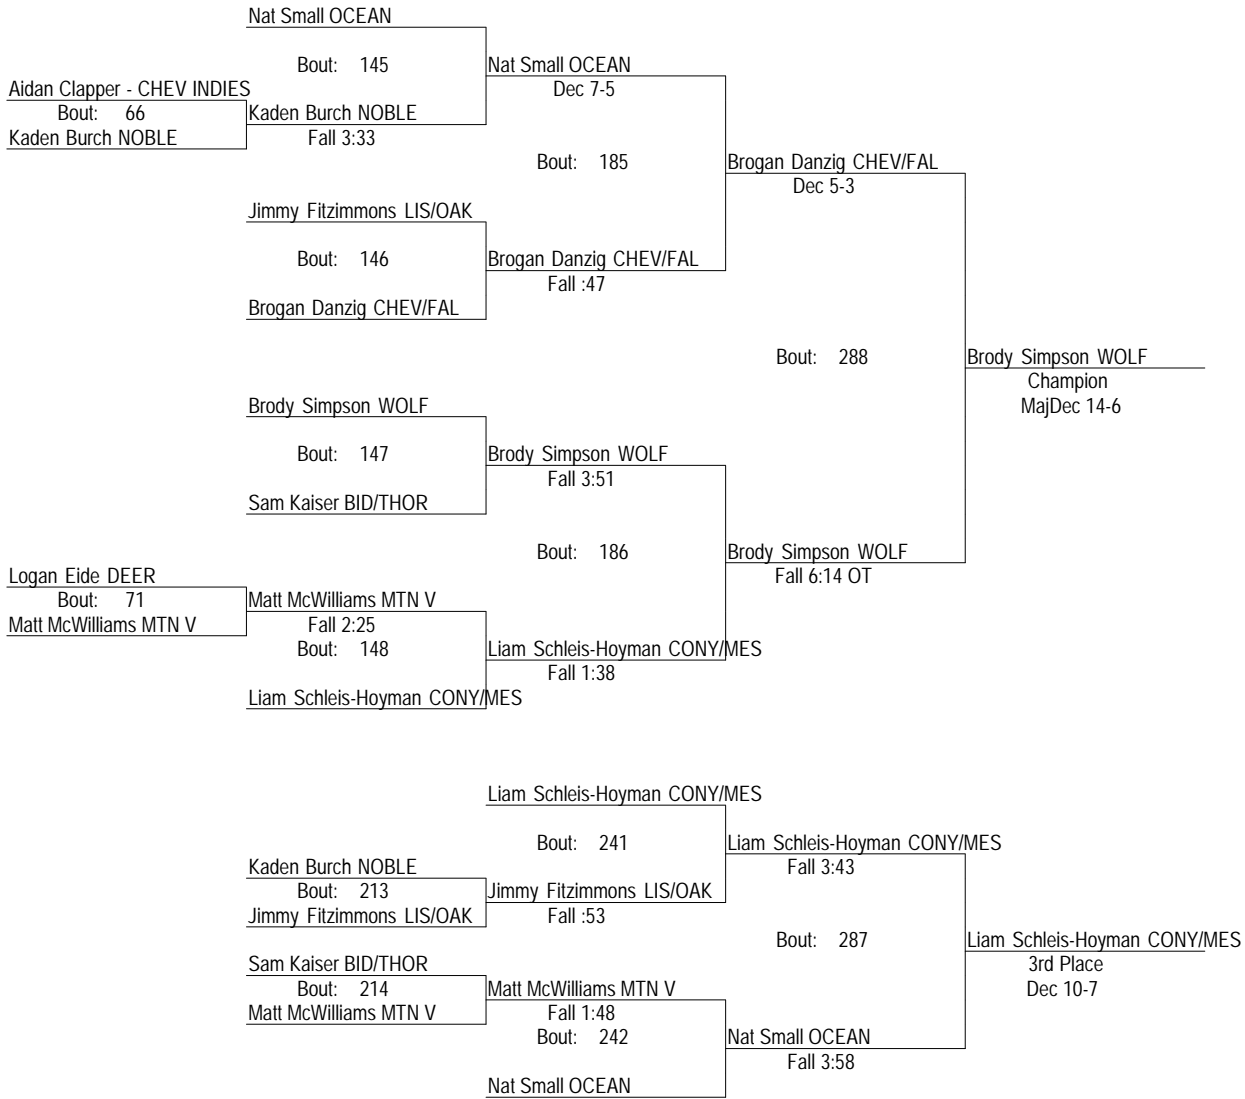 Nat Small OCEAN
Bout: 145
Nat Small OCEAN
Aidan Clapper - CHEV INDIES
Dec 7-5
Bout: 66
Kaden Burch NOBLE
Kaden Burch NOBLE
Fall 3:33
Bout: 185
Brogan Danzig CHEV/FAL
Dec 5-3
Jimmy Fitzimmons LIS/OAK
Bout: 146
Brogan Danzig CHEV/FAL
Fall :47
Brogan Danzig CHEV/FAL
Bout: 288
Brody Simpson WOLF
Champion
MajDec 14-6
Brody Simpson WOLF
Bout: 147
Brody Simpson WOLF
Fall 3:51
Sam Kaiser BID/THOR
Bout: 186
Brody Simpson WOLF
Logan Eide DEER
Fall 6:14 OT
Bout: 71
Matt McWilliams MTN V
Matt McWilliams MTN V
Fall 2:25
Bout: 148
Liam Schleis-Hoyman CONY/MES
Fall 1:38
Liam Schleis-Hoyman CONY/MES
Liam Schleis-Hoyman CONY/MES
Bout: 241
Liam Schleis-Hoyman CONY/MES
Kaden Burch NOBLE
Fall 3:43
Bout: 213
Jimmy Fitzimmons LIS/OAK
Jimmy Fitzimmons LIS/OAK
Fall :53
Bout: 287
Liam Schleis-Hoyman CONY/MES
Sam Kaiser BID/THOR
3rd Place
Bout: 214
Matt McWilliams MTN V
Dec 10-7
Matt McWilliams MTN V
Fall 1:48
Bout: 242
Nat Small OCEAN
Fall 3:58
Nat Small OCEAN